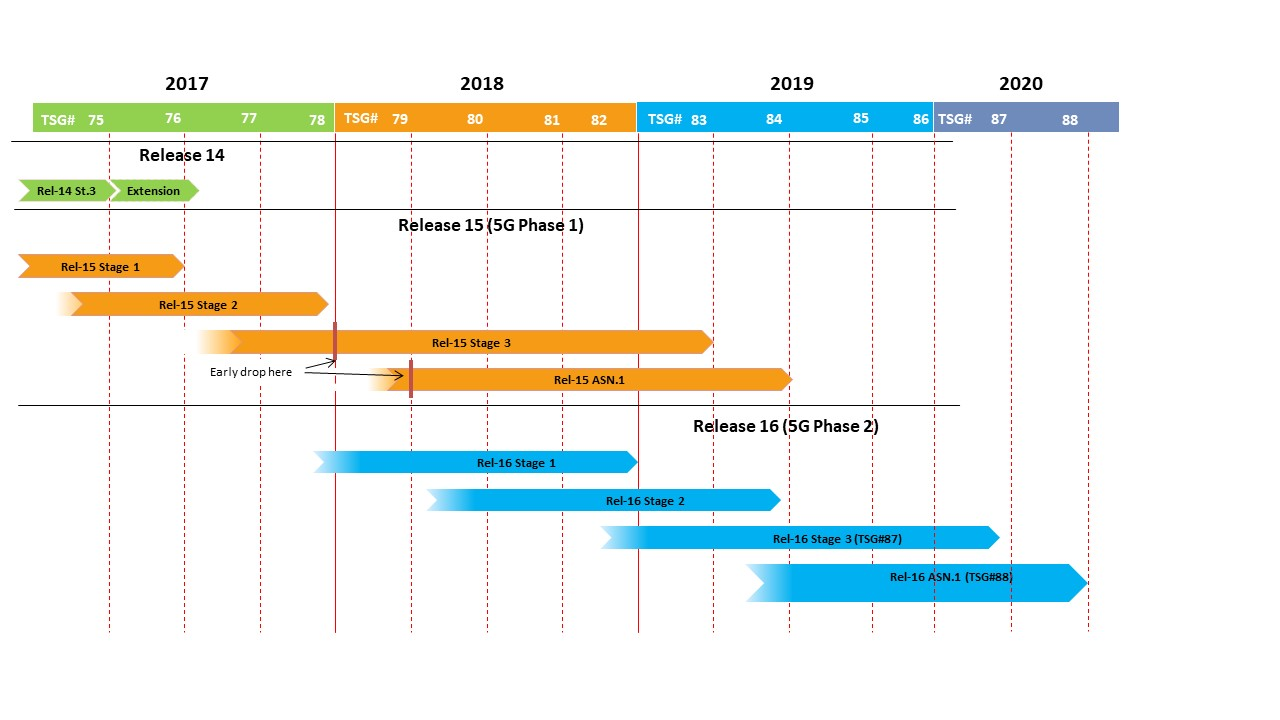 2017 2018 2019 2020
TSG# 75 76 77 78 TSG# 79 80 81 82 TSG# 83 84 85 86 TSG# 87 88
Release 14
Rel-14 St.3 Extension
Release 15 (5G Phase 1)
Rel-15 Stage 1
Rel-15 Stage 2
Rel-15 Stage 3
Early drop here
Rel-15 ASN.1
Release 16 (5G Phase 2)
Rel-16 Stage 1
Rel-16 Stage 2
Rel-16 Stage 3 (TSG#87)
Rel-16 ASN.1 (TSG#88)